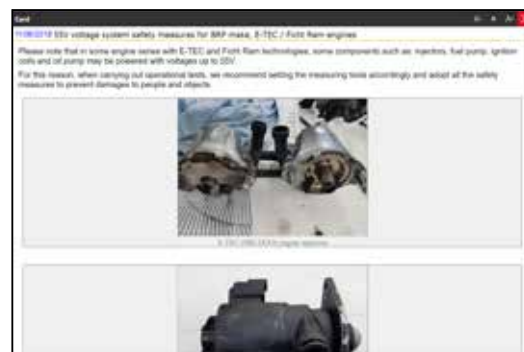 Card
11/06/2018 55V voltage system safety measures for BRP make, E-TEC / Ficht Ram engines
Please note that in some engine series with E-TEC and Ficht Ram technologies, some components such as: injectors, fuel pump, ignition
coils and oil pump may be powered with voltages up to 55V.
For this reason, when carrying out operational tests, we recommend setting the measuring tools accordingly and adopt all the safety
measures to prevent damages to people and objects.